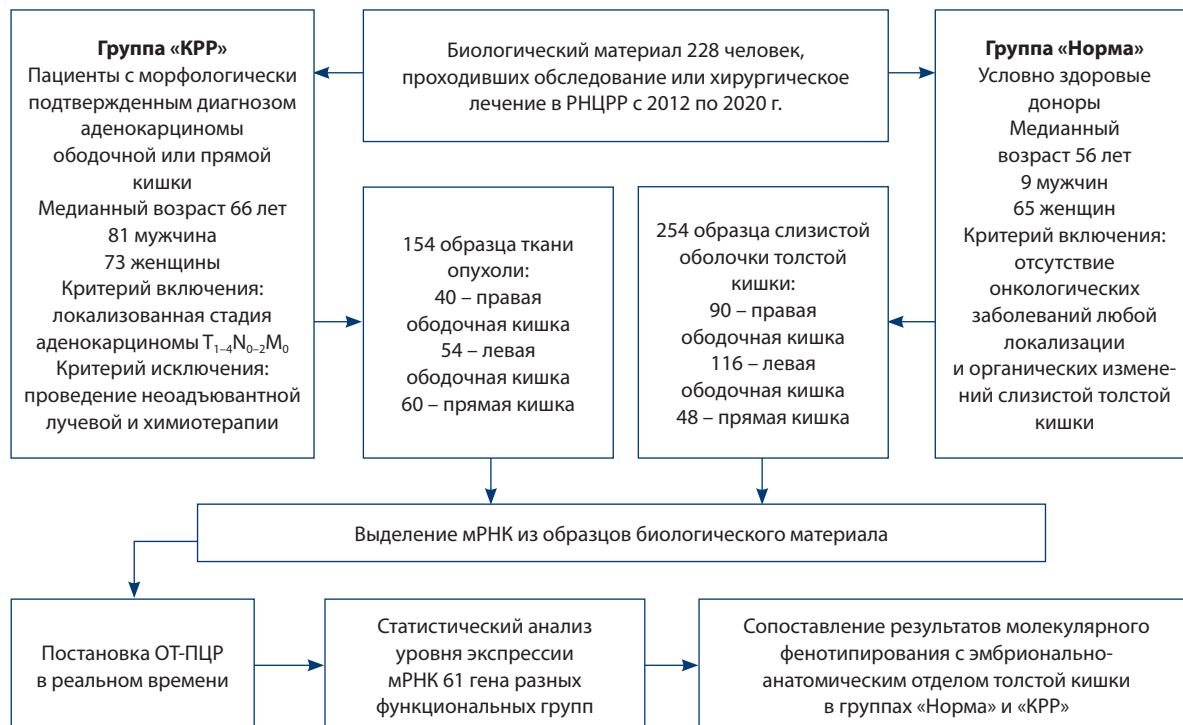 Группа «КРР»
Пациенты с морфологически
подтвержденным диагнозом
аденокарциномы
ободочной или прямой
кишки
Медианный возраст 66 лет
81 мужчина
73 женщины
Критерий включения:
локализованная стадия
аденокарциномы T₁₋₄N₀₋₂M₀
Критерий исключения:
проведение неоадъювантной
лучевой и химиотерапии
Биологический материал 228 человек,
проходивших обследование или хирургическое
лечение в РНЦРР с 2012 по 2020 г.
Группа «Норма»
Условно здоровые
доноры
Медианный
возраст 56 лет
9 мужчин
65 женщин
Критерий включения:
отсутствие
онкологических
заболеваний любой
локализации
и органических измене-
ний слизистой толстой
кишки
154 образца ткани
опухоли:
40 – правая
ободочная кишка
54 – левая
ободочная кишка
60 – прямая кишка
254 образца слизистой
оболочки толстой
кишки:
90 – правая
ободочная кишка
116 – левая
ободочная кишка
48 – прямая кишка
Выделение мРНК из образцов биологического материала
Постановка ОТ-ПЦР
в реальном времени
Статистический анализ
уровня экспрессии
мРНК 61 гена разных
функциональных групп
Сопоставление результатов молекулярного
фенотипирования с эмбрионально-
анатомическим отделом толстой кишки
в группах «Норма» и «КРР»